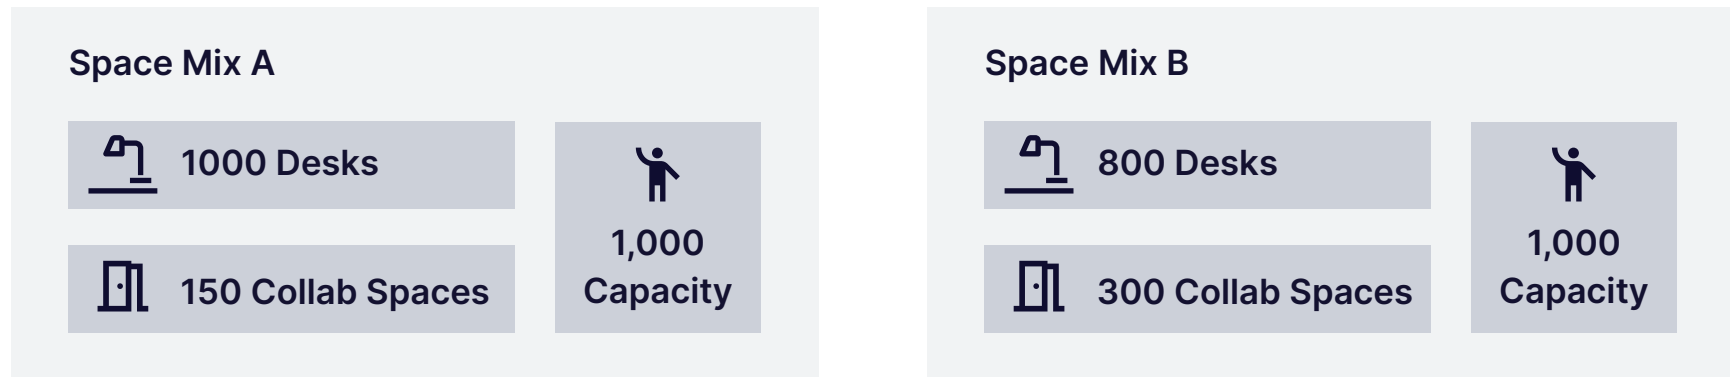 Space Mix A
1000 Desks
150 Collab Spaces
1,000
Capacity
Space Mix B
800 Desks
300 Collab Spaces
1,000
Capacity